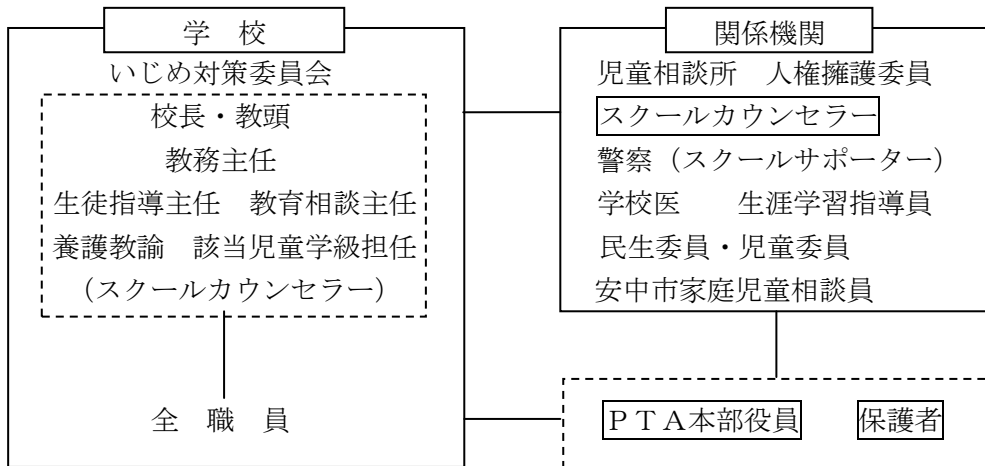 学　校
いじめ対策委員会
校長・教頭
教務主任
生徒指導主任　教育相談主任
養護教諭　該当児童学級担任
（スクールカウンセラー）
全　職　員
関係機関
児童相談所　人権擁護委員
スクールカウンセラー
警察（スクールサポーター）
学校医　　生涯学習指導員
民生委員・児童委員
安中市家庭児童相談員
ＰＴＡ本部役員　　保護者